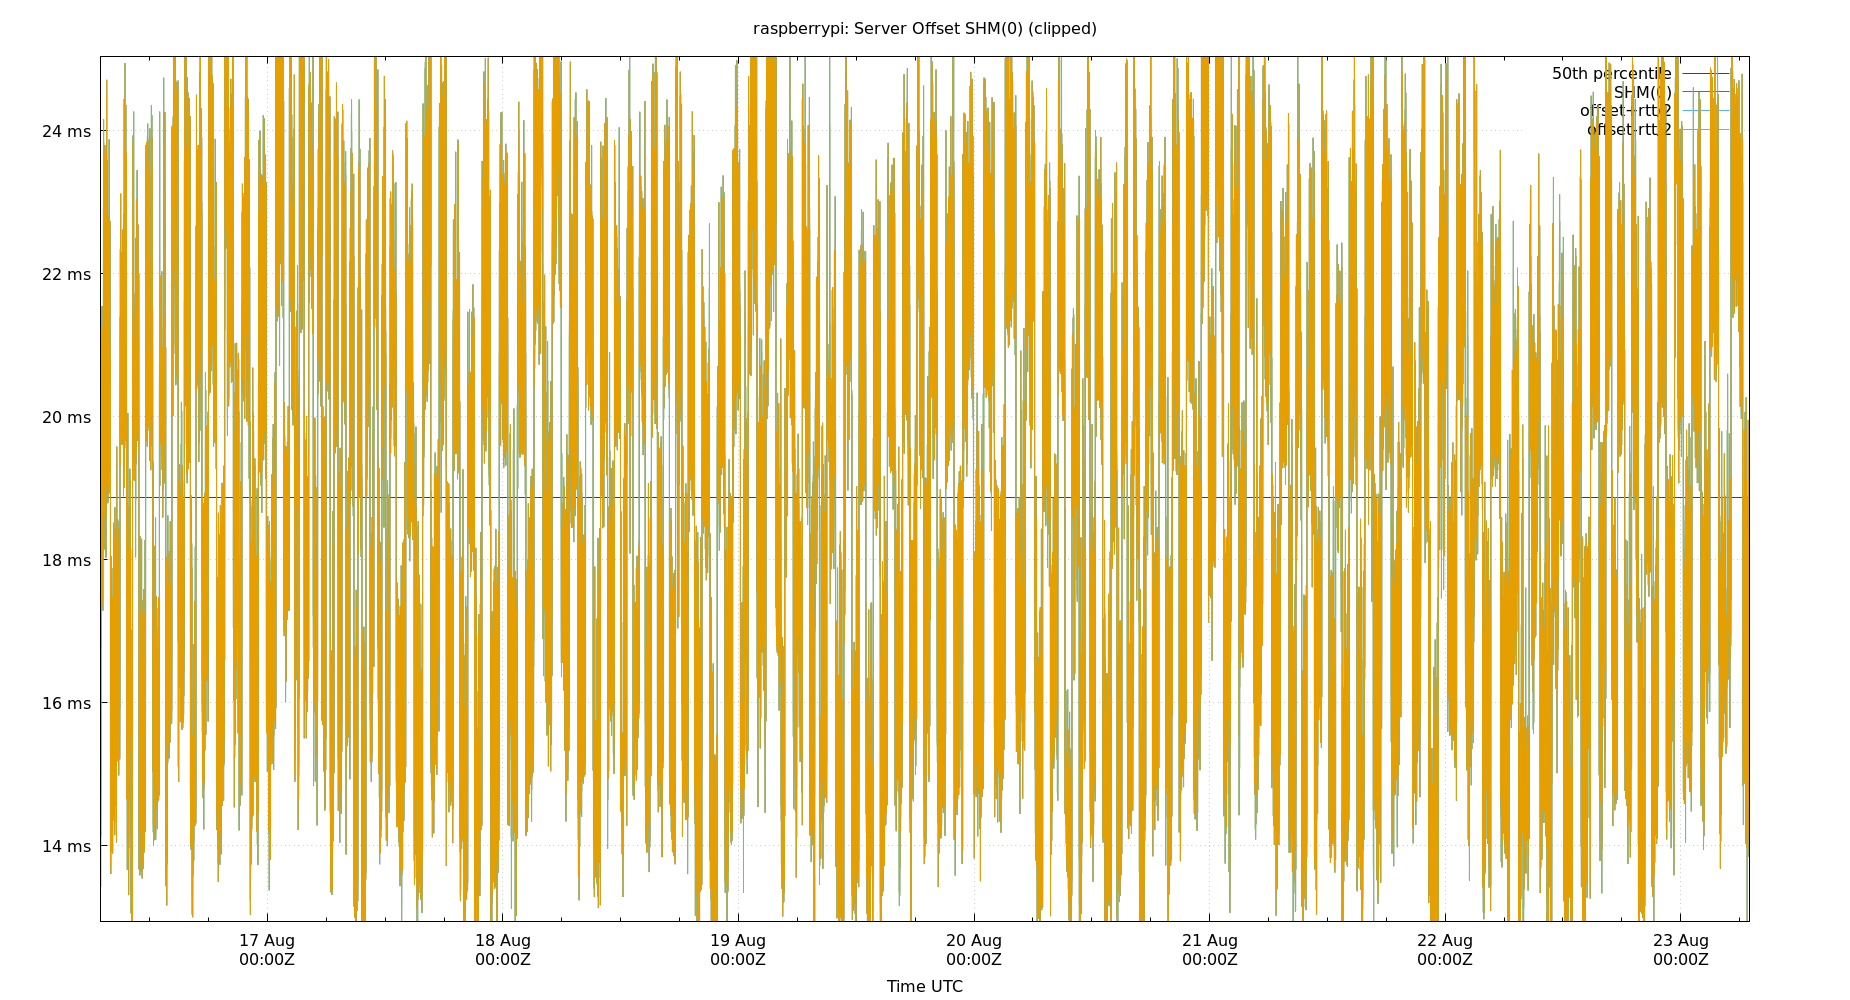 raspberrypi: Server Offset SHM(0) (clipped)
50th percentile
SHM(0)
offset+rtt/2
offset-rtt/2
24 ms
22 ms
20 ms
18 ms
16 ms
14 ms
17 Aug
00:00Z
18 Aug
00:00Z
19 Aug
00:00Z
20 Aug
00:00Z
21 Aug
00:00Z
22 Aug
00:00Z
23 Aug
00:00Z
Time UTC